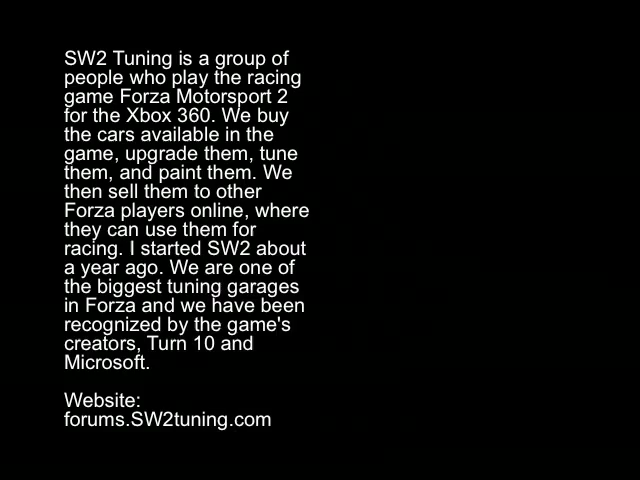 SW2 Tuning is a group of
people who play the racing
game Forza Motorsport 2
for the Xbox 360. We buy
the cars available in the
game, upgrade them, tune
them, and paint them. We
then sell them to other
Forza players online, where
they can use them for
racing. I started SW2 about
a year ago. We are one of
the biggest tuning garages
in Forza and we have been
recognized by the game's
creators, Turn 10 and
Microsoft.
Website:
forums.SW2tuning.com